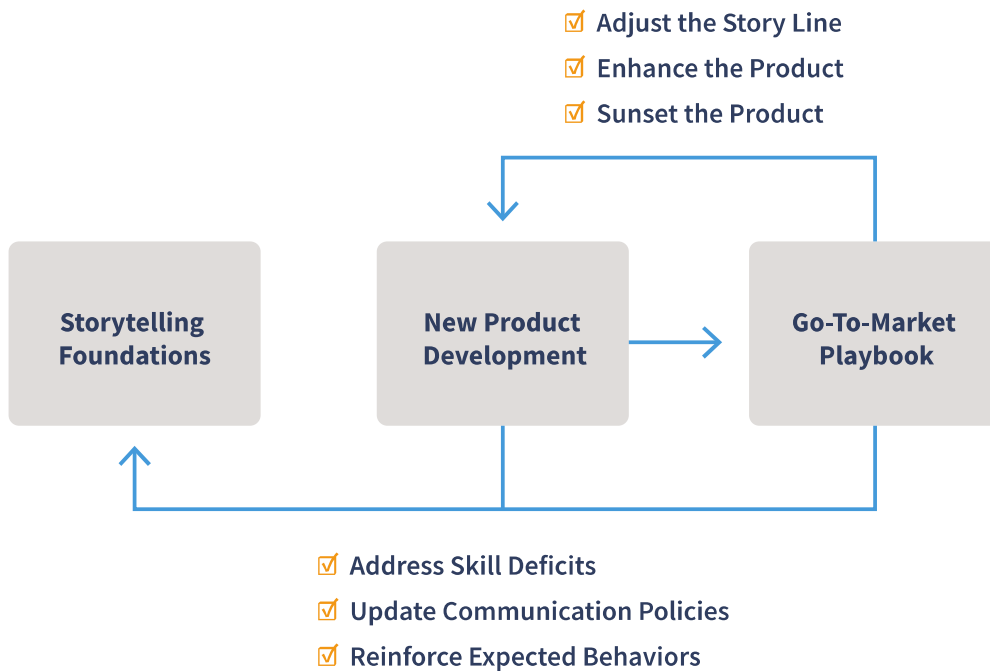 Adjust the Story Line
Enhance the Product
Sunset the Product
Storytelling
Foundations
New Product
Development
Go-To-Market
Playbook
Address Skill Deficits
Update Communication Policies
Reinforce Expected Behaviors